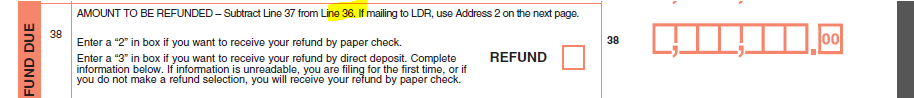 AMOUNT TO BE REFUNDED – Subtract Line 37 from Line 36. If mailing to LDR, use Address 2 on the next page.
38
Enter a “2” in box if you want to receive your refund by paper check.
Enter a “3” in box if you want to receive your refund by direct deposit. Complete
information below. If information is unreadable, you are filing for the first time, or if
you do not make a refund selection, you will receive your refund by paper check.
REFUND
38
, , .00
FUND DUE